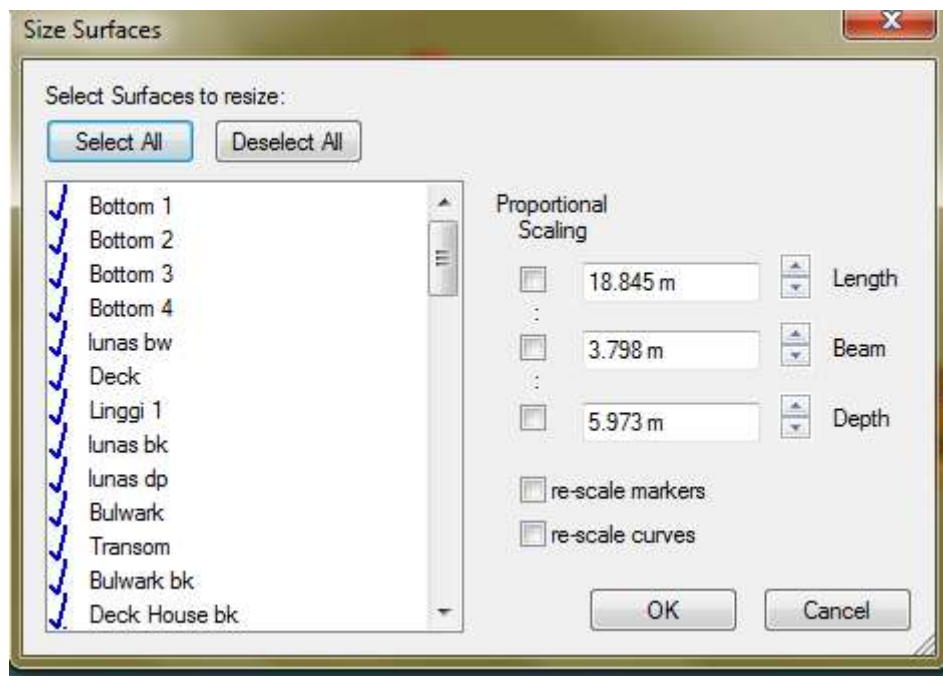 Size Surfaces
Select Surfaces to resize:
Select All
Deselect All
Bottom 1
Bottom 2
Bottom 3
Bottom 4
lunas bw
Deck
Linggi 1
lunas bk
lunas dp
Bulwark
Transom
Bulwark bk
Deck House bk
Proportional
Scaling
18.845 m Length
:
3.798 m Beam
:
5.973 m Depth
re-scale markers
re-scale curves
OK
Cancel